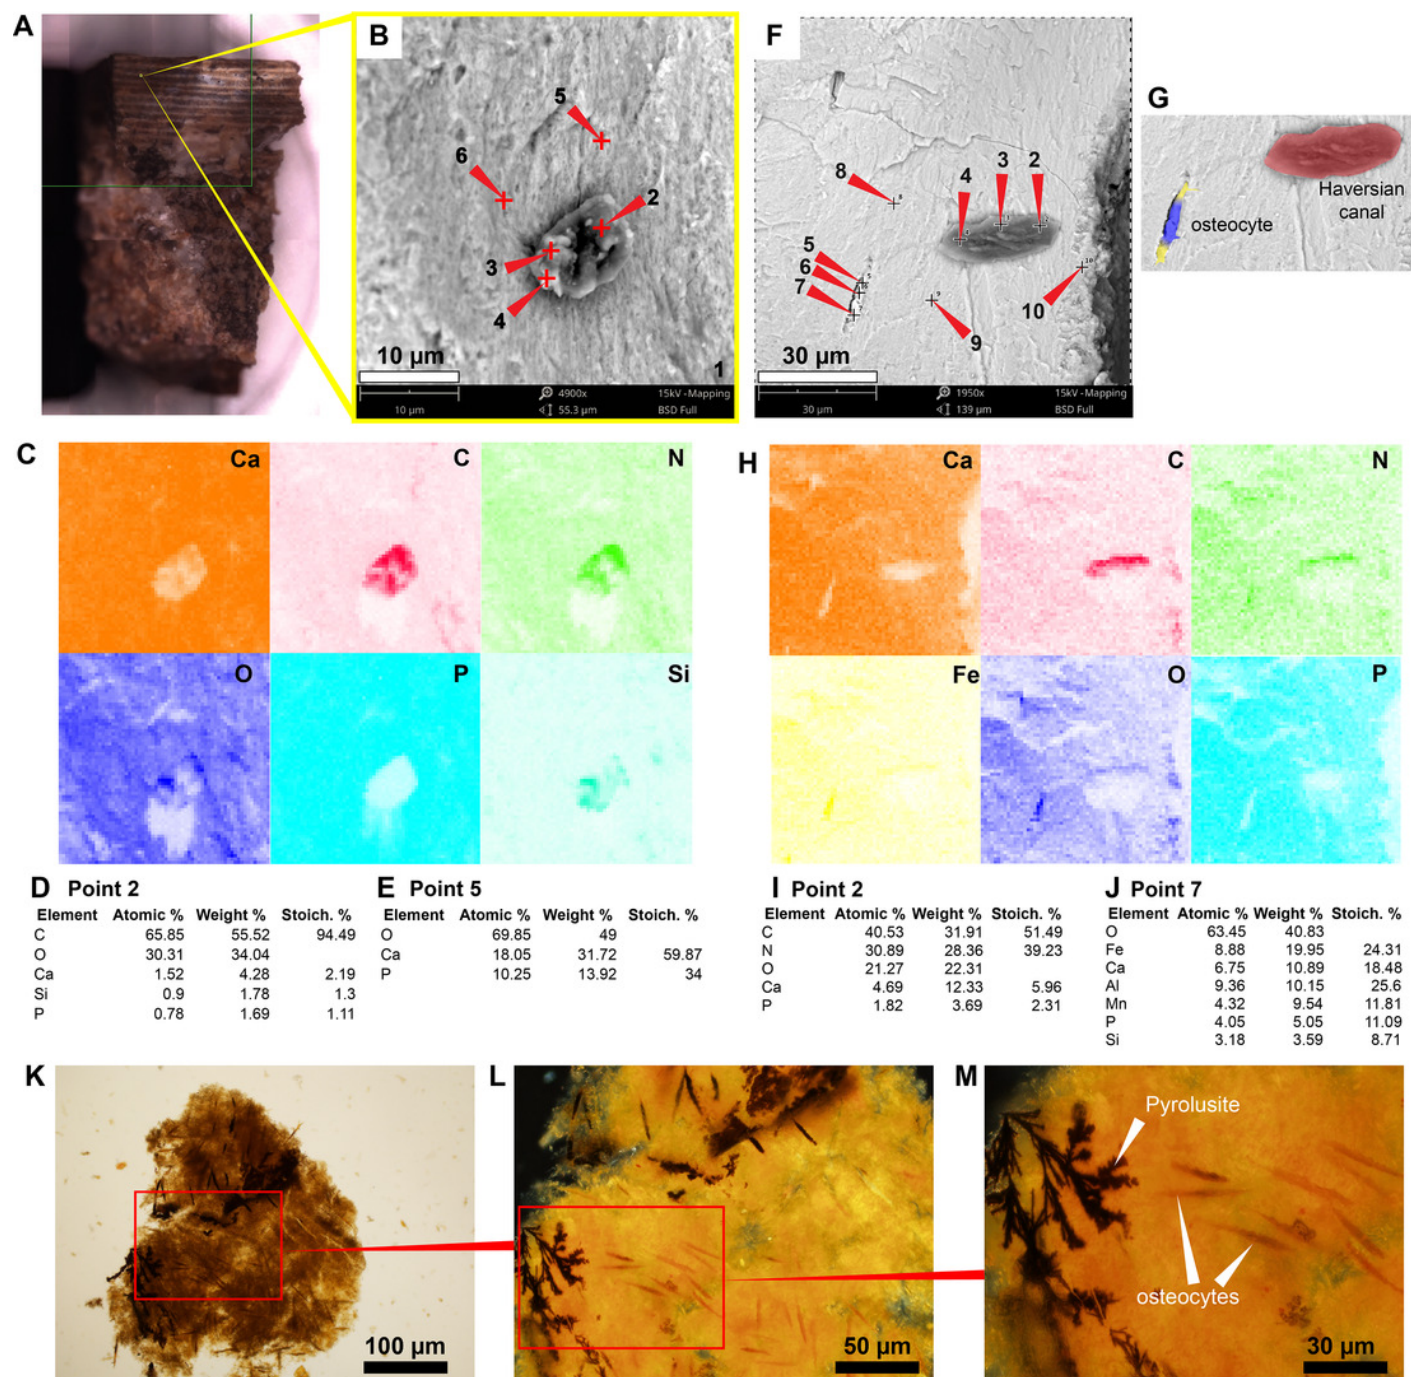 A
B
5
6
2
3
4
10 µm
1
10 µm
4900x
55.3 µm
15kV - Mapping
BSD Full
F
8
4
3
2
5
6
7
9
10
30 µm
30 µm
1950x
139 µm
15kV - Mapping
BSD Full
G
Haversian
canal
osteocyte
C
Ca
C
N
O
P
Si
H
Ca
C
N
Fe
O
P
D Point 2
Element Atomic % Weight % Stoich. %
C 65.85 55.52 94.49
O 30.31 34.04
Ca 1.52 4.28 2.19
Si 0.9 1.78 1.3
P 0.78 1.69 1.11
E Point 5
Element Atomic % Weight % Stoich. %
O 69.85 49
Ca 18.05 31.72 59.87
P 10.25 13.92 34
I Point 2
Element Atomic % Weight % Stoich. %
C 40.53 31.91 51.49
N 30.89 28.36 39.23
O 21.27 22.31
Ca 4.69 12.33 5.96
P 1.82 3.69 2.31
J Point 7
Element Atomic % Weight % Stoich. %
O 63.45 40.83
Fe 8.88 19.95 24.31
Ca 6.75 10.89 18.48
Al 9.36 10.15 25.6
Mn 4.32 9.54 11.81
P 4.05 5.05 11.09
Si 3.18 3.59 8.71
K
100 µm
L
50 µm
M
Pyrolusite
osteocytes
30 µm